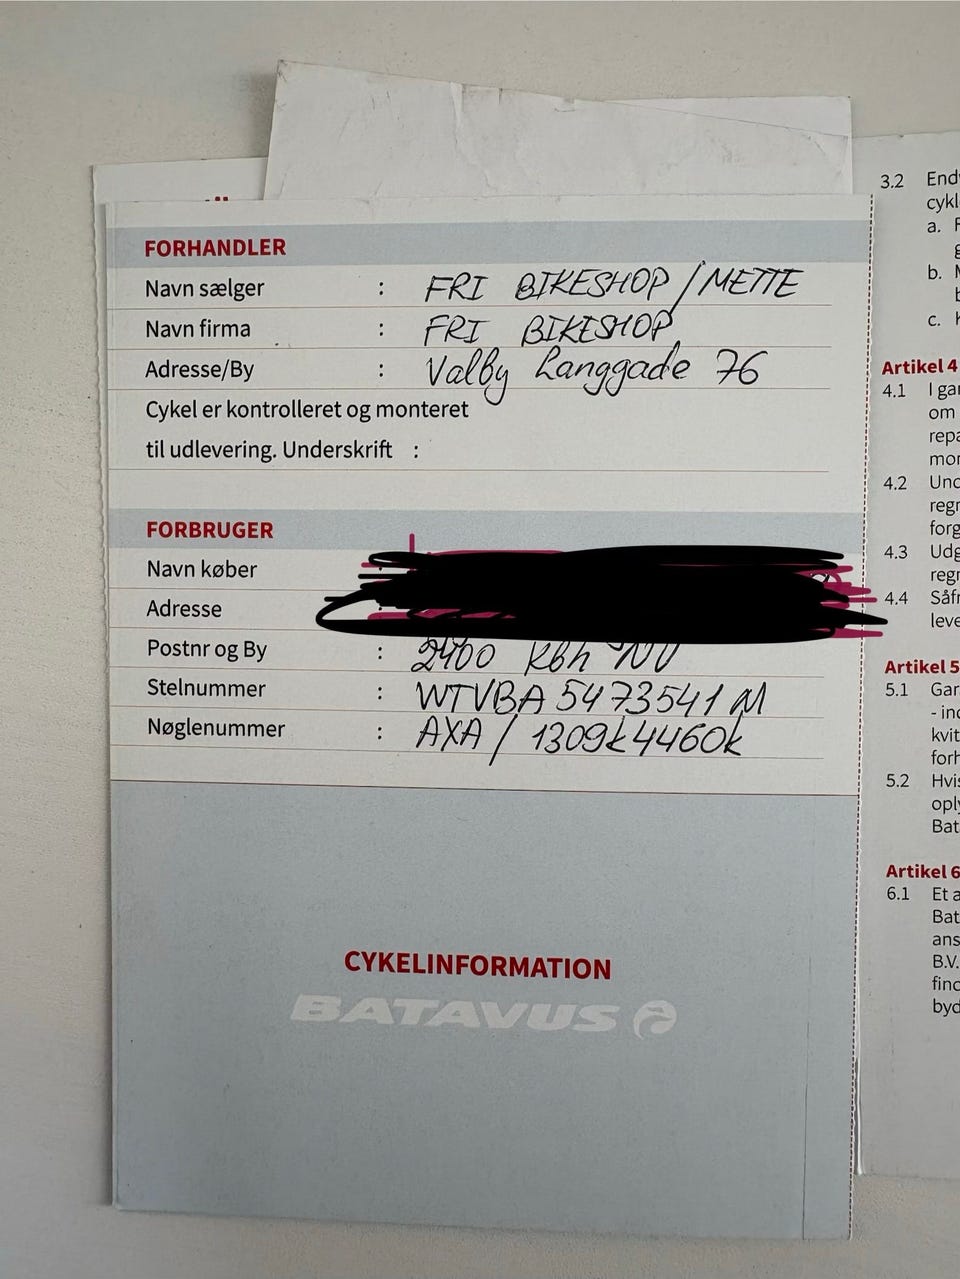 FORHANDLER
Navn sælger : FRI BIKESHOP / METTE
Navn firma : FRI BIKESHOP
Adresse/By : Valby Langgade 76
Cykel er kontrolleret og monteret
til udlevering. Underskrift :
FORBRUGER
Navn køber
Adresse
Postnr og By : 2400 Kbh NV
Stelnummer : WTVBA 5473541 M
Nøglenummer : AXA / 1309k4460k
CYKELINFORMATION
BATAVUS
3.2
a.
b.
c.
Artikel 4
4.1 I
om
4.2
4.3
4.4
Artikel 5
5.1
5.2
Artikel 6
6.1 Et
B.V.